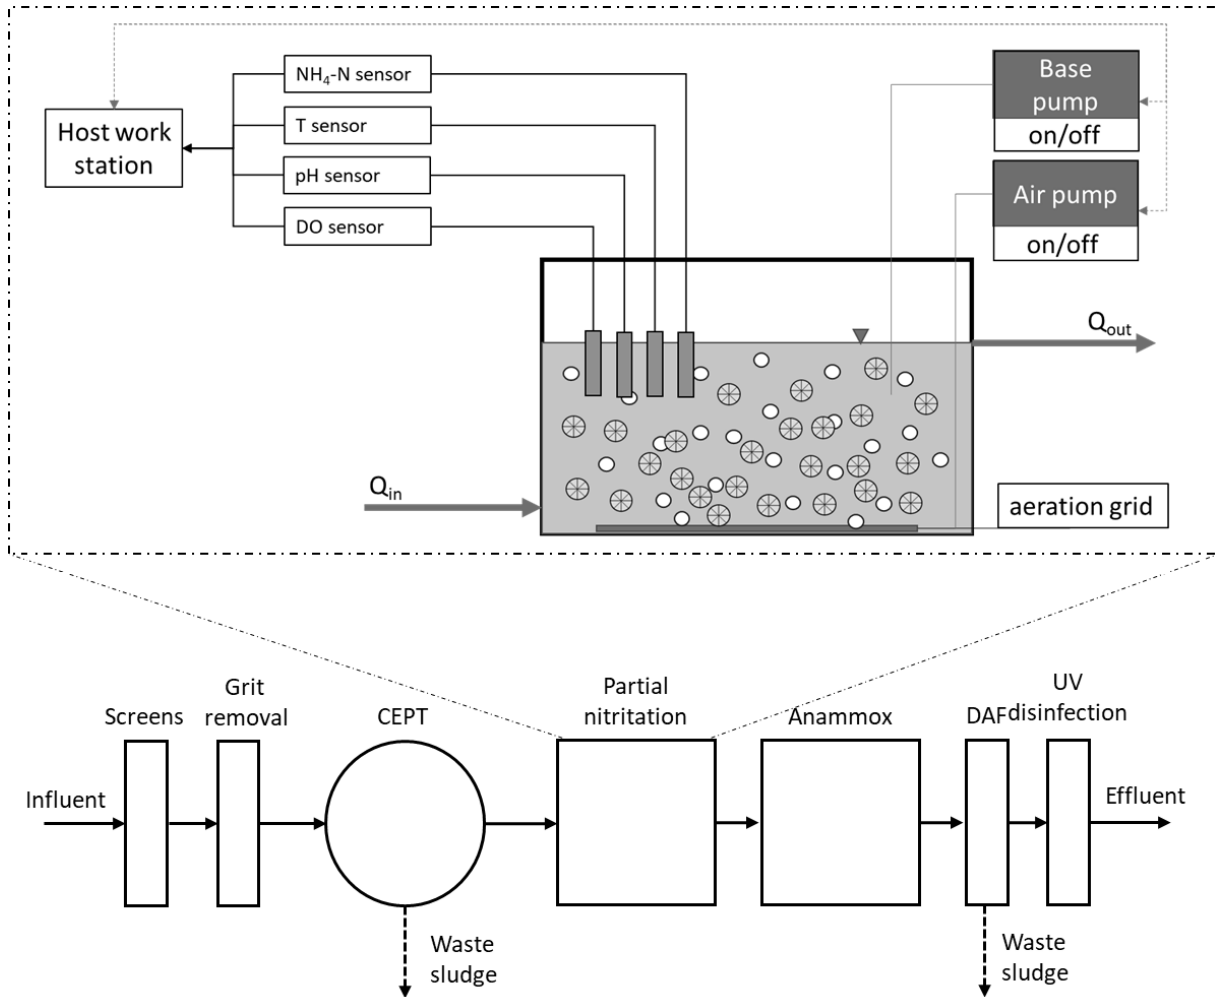 NH₄-N sensor
T sensor
pH sensor
DO sensor
Host work
station
Base
pump
on/off
Air pump
on/off
Qout
Qin
aeration grid
Screens
Grit
removal
CEPT
Partial
nitritation
Anammox
DAF
UV
disinfection
Influent
Effluent
Waste
sludge
Waste
sludge